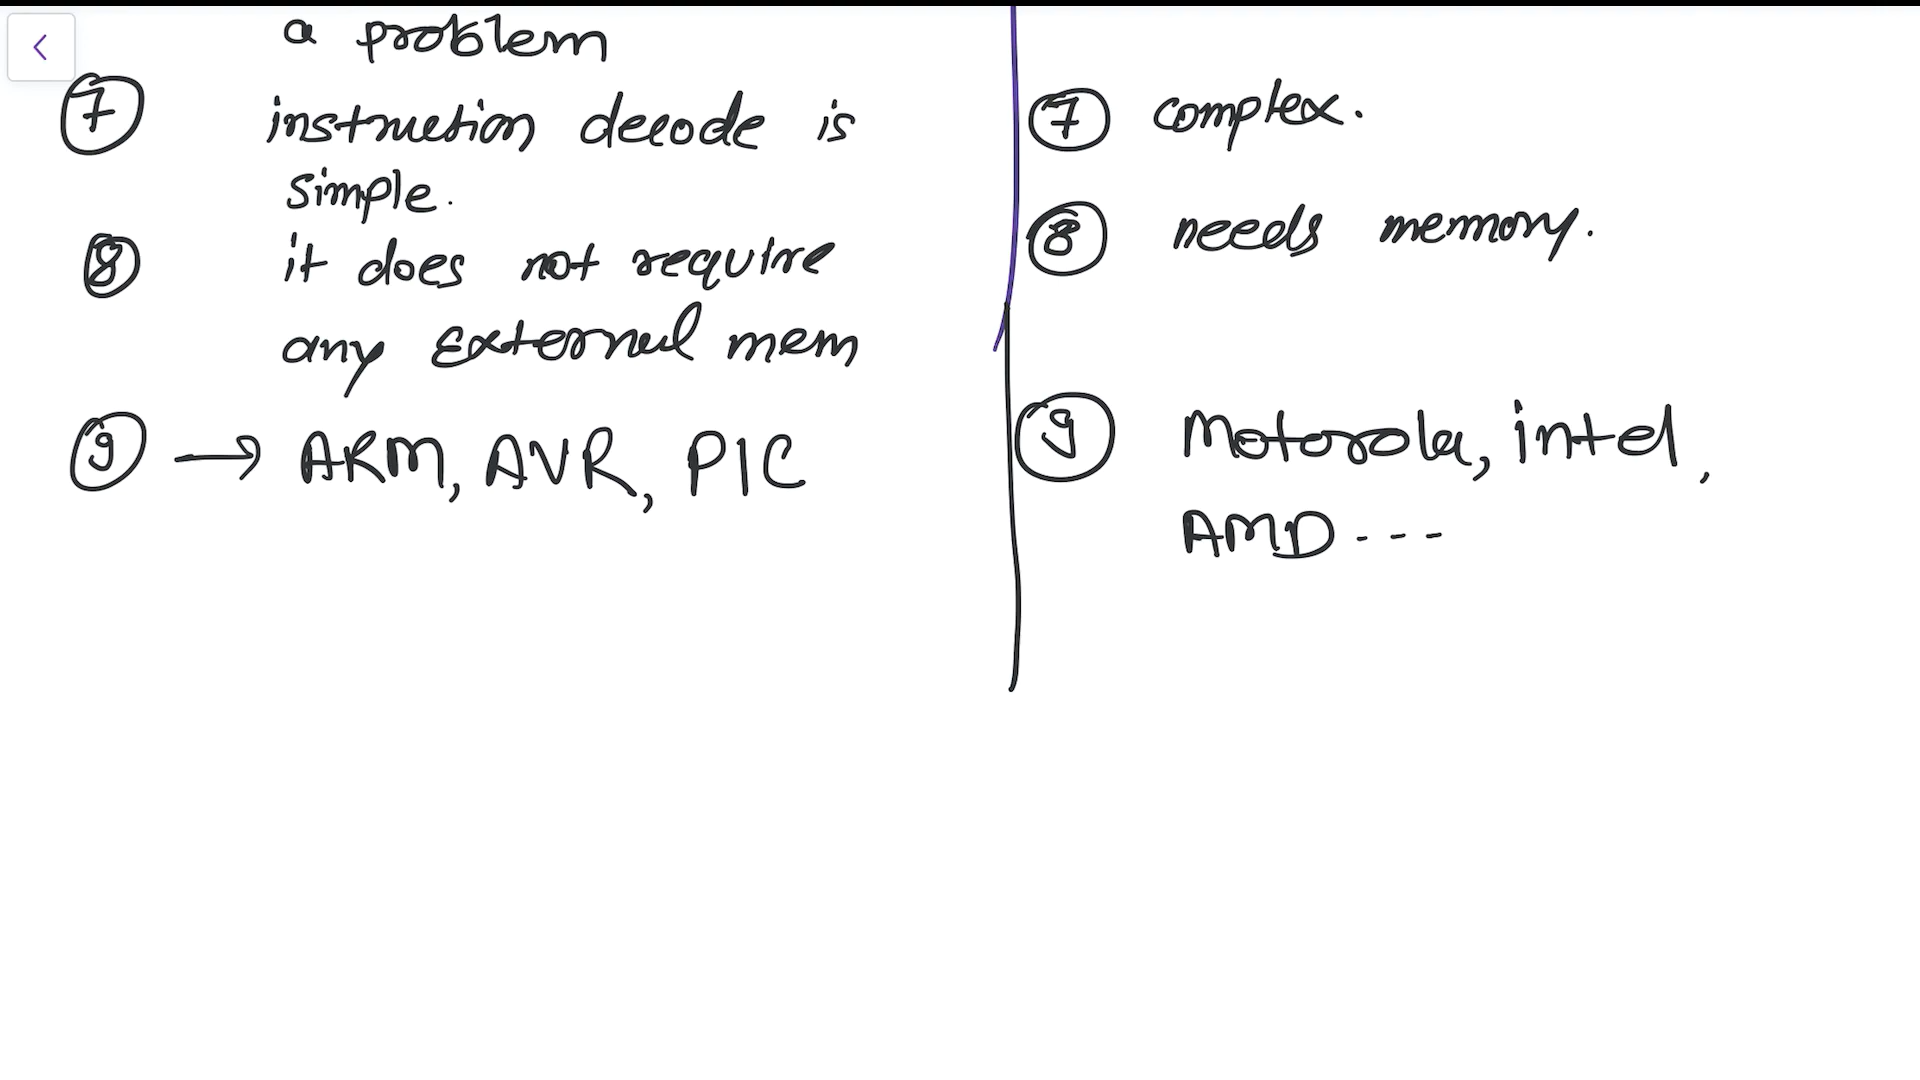 a problem
7 instruction decode is
simple.
8 it does not require
any External mem
9 → ARM, AVR, PIC
7 complex.
8 needs memory.
9 Motorola, intel,
AMD ---